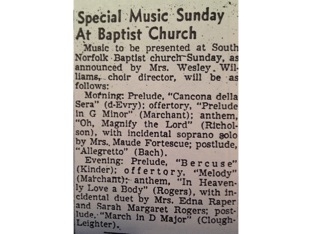 Special Music Sunday
At Baptist Church
Music to be presented at South
Norfolk Baptist church Sunday, as
announced by Mrs. Wesley Wil-
liams, choir director, will be as
follows:
Morning: Prelude, "Cancona della
Sera" (d-Evry); offertory, "Prelude
in G Minor" (Marchant); anthem,
"Oh, Magnify the Lord" (Richol-
son), with incidental soprano solo
by Mrs. Maude Fortescue; postlude,
"Allegretto" (Bach).
Evening: Prelude, "Bercuse"
(Kinder); offertory, "Melody"
(Marchant); anthem, "In Heaven-
ly Love a Body" (Rogers), with in-
cidental duet by Mrs. Edna Raper
and Sarah Margaret Rogers; post-
lude, "March in D Major" (Clough-
Leighter).